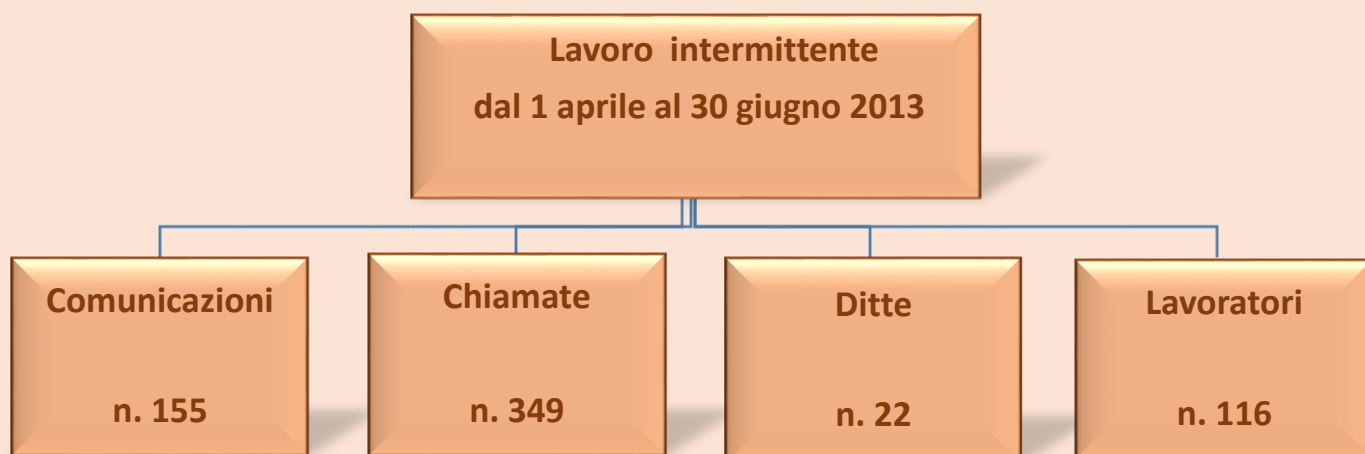 Lavoro intermittente
dal 1 aprile al 30 giugno 2013
Comunicazioni
n. 155
Chiamate
n. 349
Ditte
n. 22
Lavoratori
n. 116